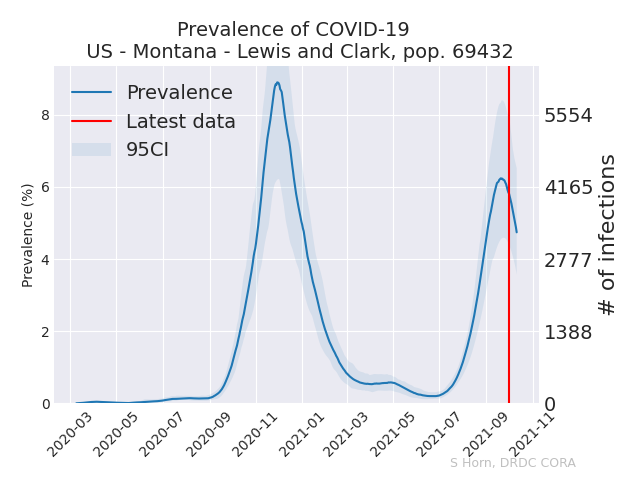 Prevalence of COVID-19
US - Montana - Lewis and Clark, pop. 69432
Prevalence
Latest data
95CI
Prevalence (%)
8
6
4
2
0
5554
4165
2777
1388
0
# of infections
2020-03
2020-05
2020-07
2020-09
2020-11
2021-01
2021-03
2021-05
2021-07
2021-09
2021-11
S Horn, DRDC CORA